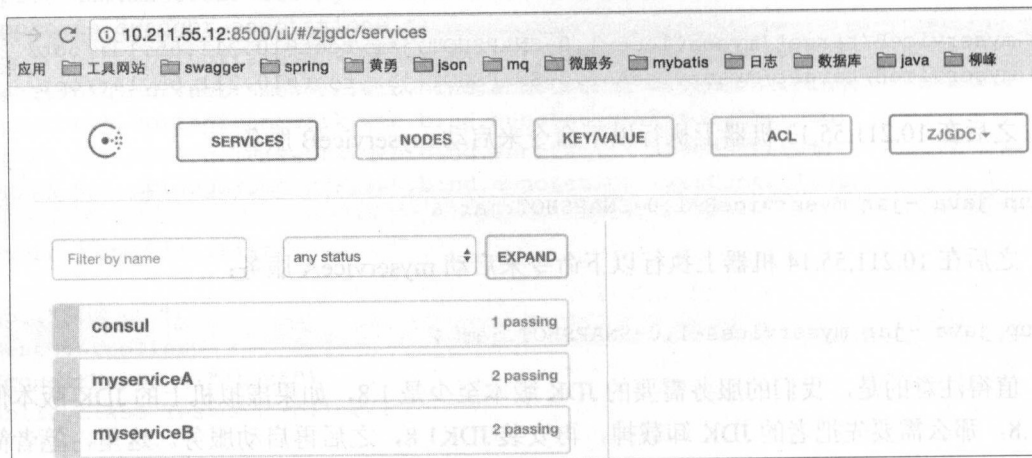 10.211.55.12:8500/ui/#/zjgdc/services
应用 工具网站 swagger spring 黄勇 json mq 微服务 mybatis 日志 数据库 java 柳峰
SERVICES NODES KEY/VALUE ACL ZJGDC
Filter by name any status EXPAND
consul 1 passing
myserviceA 2 passing
myserviceB 2 passing